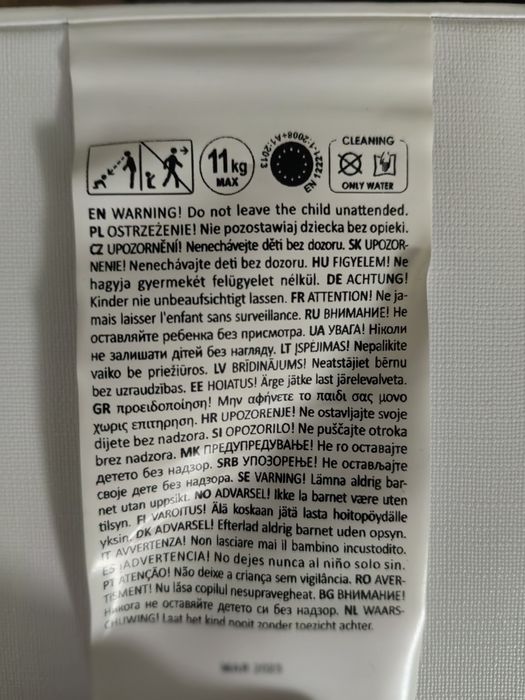 11 kg
MAX
EN 12221-1:2008+A1:2013
CLEANING
ONLY WATER
EN WARNING! Do not leave the child unattended.
PL OSTRZEŻENIE! Nie pozostawiaj dziecka bez opieki.
CZ UPOZORNĚNÍ! Nenechávejte děti bez dozoru. SK UPOZOR-
NENIE! Nenechávajte deti bez dozoru. HU FIGYELEM! Ne
hagyja gyermekét felügyelet nélkül. DE ACHTUNG!
Kinder nie unbeaufsichtigt lassen. FR ATTENTION! Ne ja-
mais laisser l'enfant sans surveillance. RU ВНИМАНИЕ! Не
оставляйте ребенка без присмотра. UA УВАГА! Ніколи
не залишати дітей без нагляду. LT ĮSPĖJIMAS! Nepalikite
vaiko be priežiūros. LV BRĪDINĀJUMS! Neatstājiet bērnu
bez uzraudzības. EE HOIATUS! Ärge jätke last järelevalveta.
GR προειδοποίηση! Μην αφήνετε το παιδι σας μονο
χωρις επιτηρηση. HR UPOZORENJE! Ne ostavljajte svoje
dijete bez nadzora. SI OPOZORILO! Ne puščajte otroka
brez nadzora. MK ПРЕДУПРЕДУВАЊЕ! Не го оставајте
детето без надзор. SRB УПОЗОРЕЊЕ! Не остављајте
своје дете без надзора. SE VARNING! Lämna aldrig bar-
net utan uppsikt. NO ADVARSEL! Ikke la barnet være uten
tilsyn. FI VAROITUS! Älä koskaan jätä lasta hoitopöydälle
yksin. DK ADVARSEL! Efterlad aldrig barnet uden opsyn.
IT AVVERTENZA! Non lasciare mai il bambino incustodito.
ES ¡ADVERTENCIA! No dejes nunca al niño solo sin.
PT ATENÇÃO! Não deixe a criança sem vigilância. RO AVER-
TISMENT! Nu lăsa copilul nesupravegheat. BG ВНИМАНИЕ!
Никога не оставяйте детето си без надзор. NL WAARS-
CHUWING! Laat het kind nooit zonder toezicht achter.
MAR